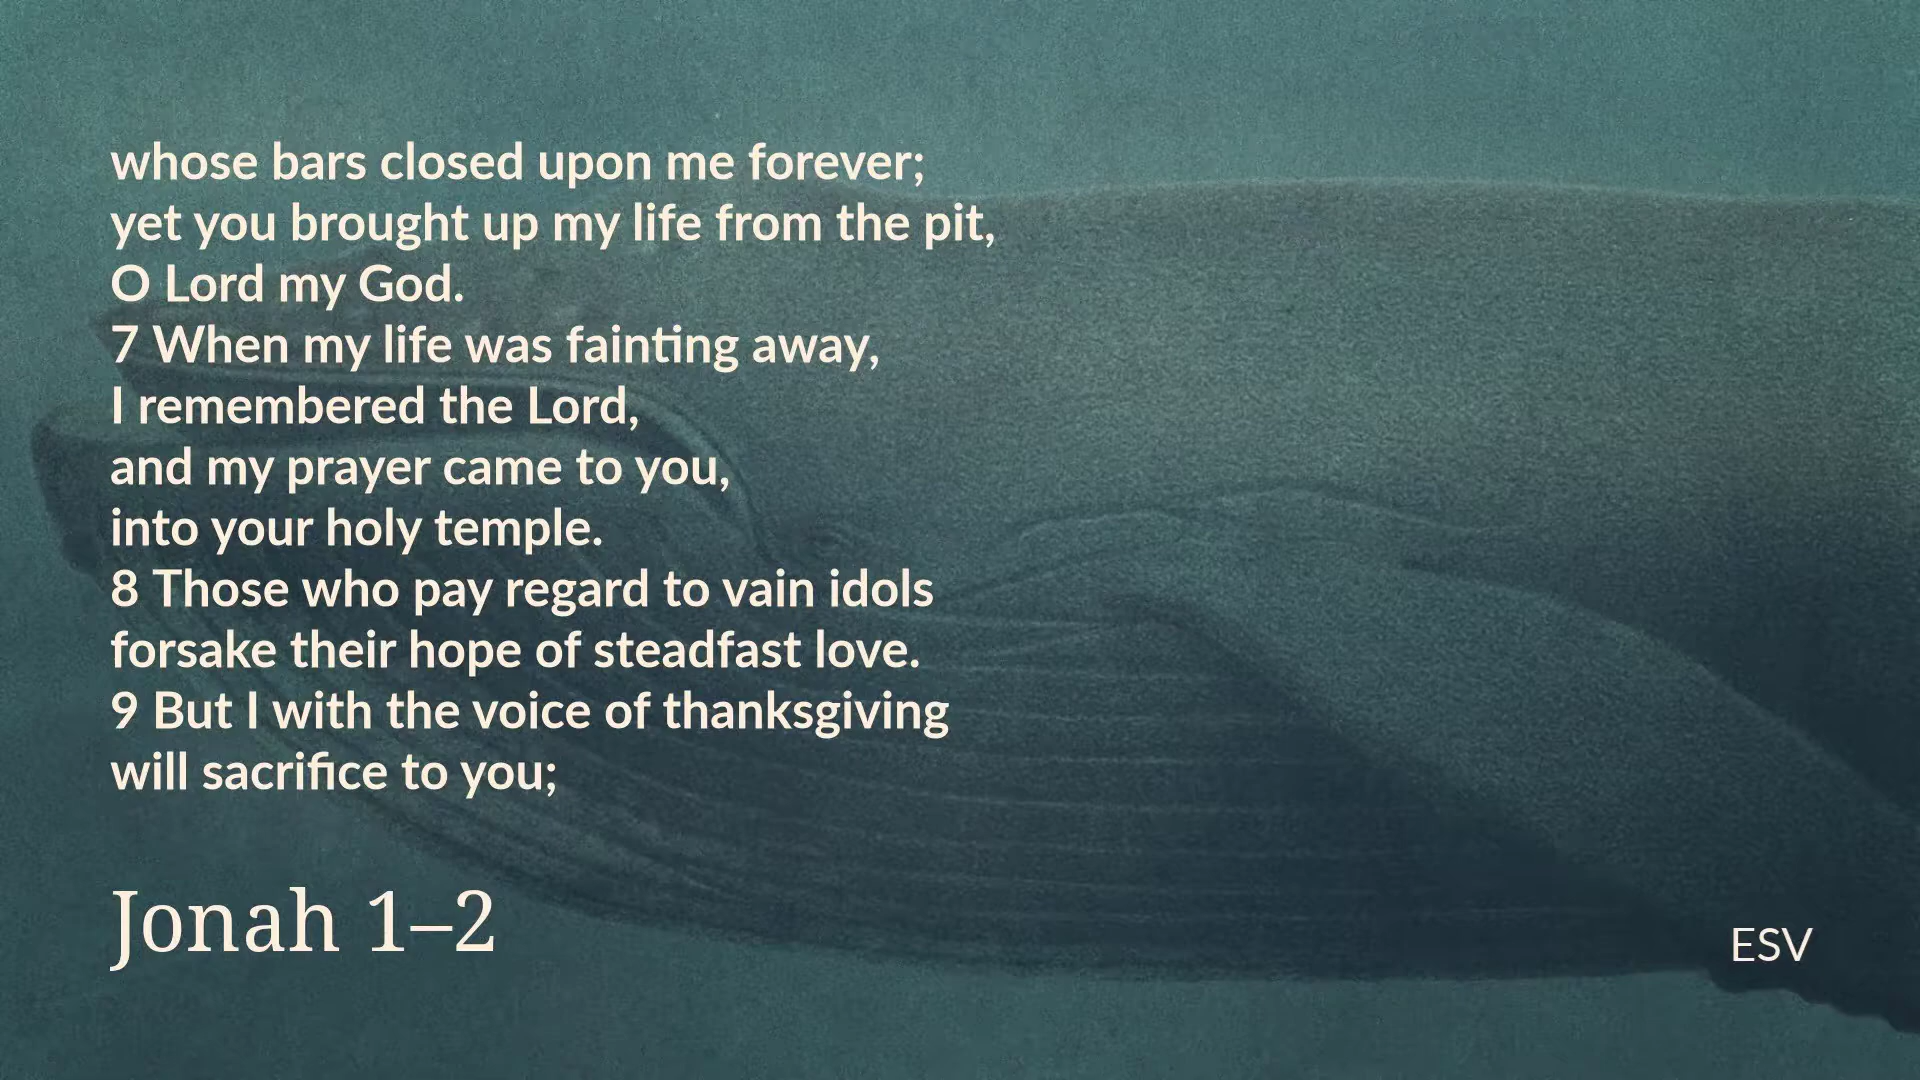 whose bars closed upon me forever;
yet you brought up my life from the pit,
O Lord my God.
7 When my life was fainting away,
I remembered the Lord,
and my prayer came to you,
into your holy temple.
8 Those who pay regard to vain idols
forsake their hope of steadfast love.
9 But I with the voice of thanksgiving
will sacrifice to you;
Jonah 1–2
ESV